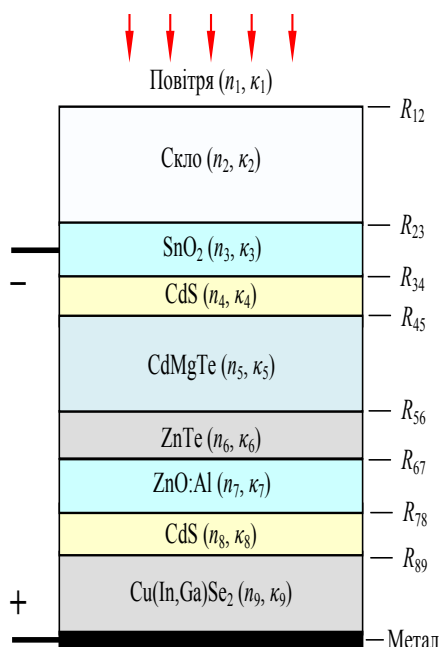 Повітря (n₁, κ₁)
R₁₂
Скло (n₂, κ₂)
R₂₃
SnO₂ (n₃, κ₃)
–
R₃₄
CdS (n₄, κ₄)
R₄₅
CdMgTe (n₅, κ₅)
R₅₆
ZnTe (n₆, κ₆)
R₆₇
ZnO:Al (n₇, κ₇)
R₇₈
CdS (n₈, κ₈)
R₈₉
Cu(In,Ga)Se₂ (n₉, κ₉)
+
Метал